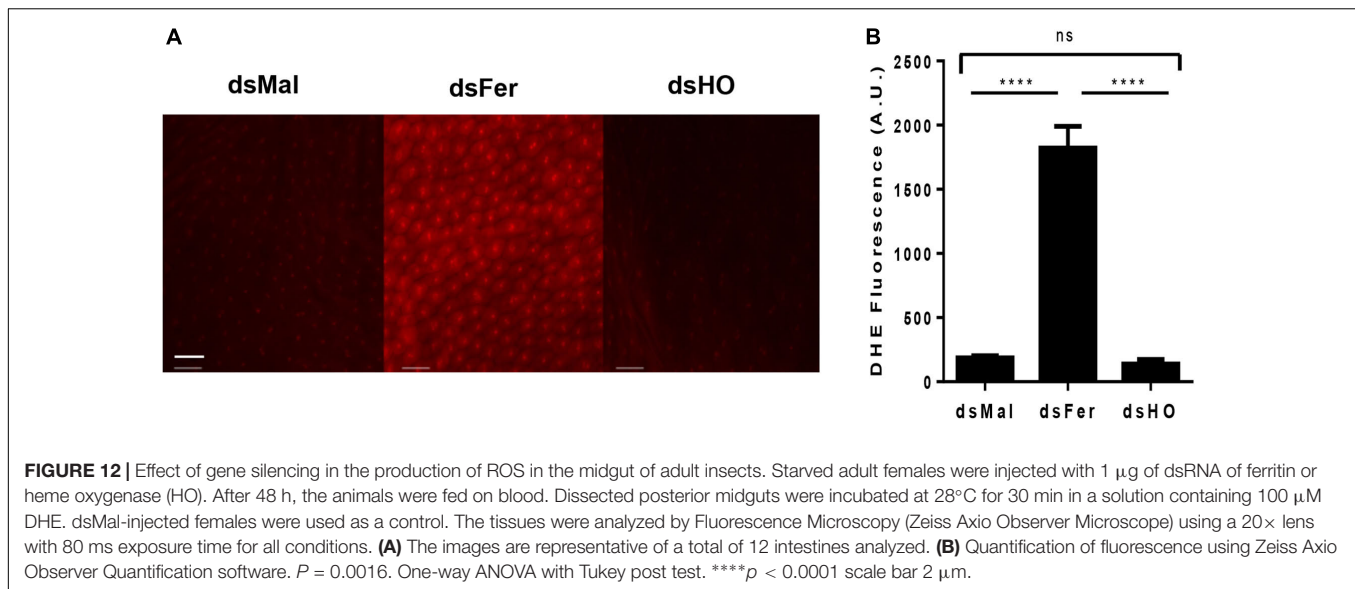 A
dsMal dsFer dsHO
B
ns
**** ****
DHE Fluorescence (A.U.)
2500
2000
1500
1000
500
0
dsMal dsFer dsHO
FIGURE 12 | Effect of gene silencing in the production of ROS in the midgut of adult insects. Starved adult females were injected with 1 μg of dsRNA of ferritin or
heme oxygenase (HO). After 48 h, the animals were fed on blood. Dissected posterior midguts were incubated at 28°C for 30 min in a solution containing 100 μM
DHE. dsMal-injected females were used as a control. The tissues were analyzed by Fluorescence Microscopy (Zeiss Axio Observer Microscope) using a 20× lens
with 80 ms exposure time for all conditions. (A) The images are representative of a total of 12 intestines analyzed. (B) Quantification of fluorescence using Zeiss Axio
Observer Quantification software. P = 0.0016. One-way ANOVA with Tukey post test. ****p < 0.0001 scale bar 2 μm.